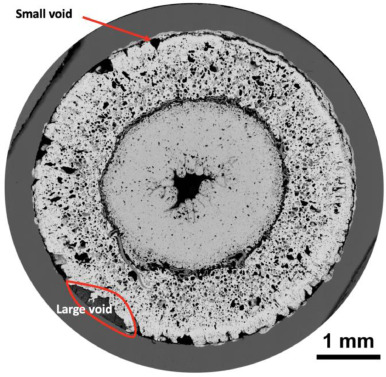 Small void
Large void
1 mm